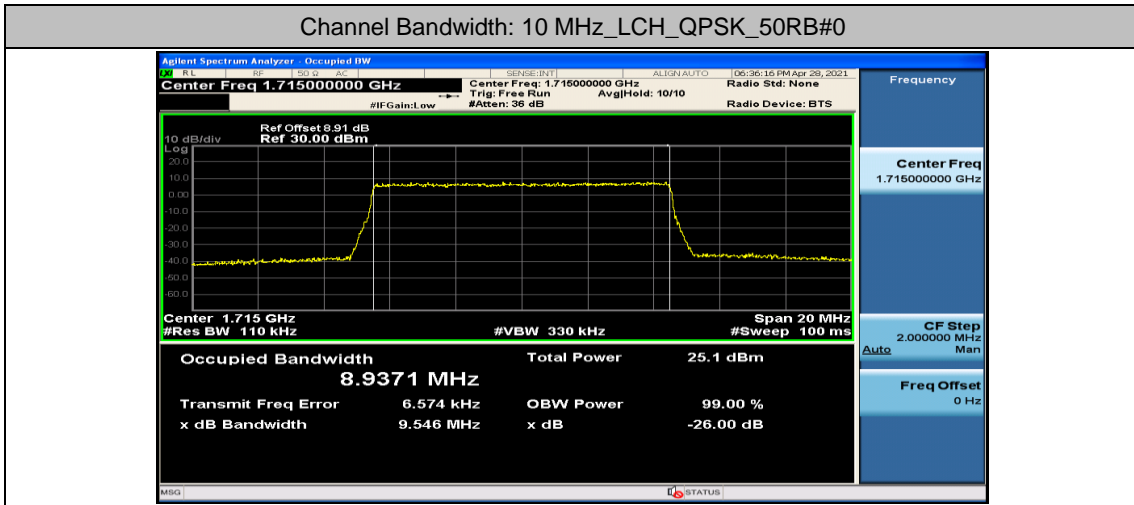 Channel Bandwidth: 10 MHz_LCH_QPSK_50RB#0
Agilent Spectrum Analyzer - Occupied BW
LXI RL RF 50 Ω AC SENSE:INT ALIGN AUTO 06:36:16 PM Apr 28, 2021
Center Freq 1.715000000 GHz
Center Freq: 1.715000000 GHz
Radio Std: None
Trig: Free Run Avg|Hold: 10/10
#IFGain:Low #Atten: 36 dB Radio Device: BTS
Frequency
Ref Offset 8.91 dB
10 dB/div Ref 30.00 dBm
Log
20.0
10.0
0.00
-10.0
-20.0
-30.0
-40.0
-50.0
-60.0
Center 1.715 GHz Span 20 MHz
#Res BW 110 kHz #VBW 330 kHz #Sweep 100 ms
Occupied Bandwidth Total Power 25.1 dBm
8.9371 MHz
Transmit Freq Error 6.574 kHz OBW Power 99.00 %
x dB Bandwidth 9.546 MHz x dB -26.00 dB
Center Freq
1.715000000 GHz
CF Step
2.000000 MHz
Auto Man
Freq Offset
0 Hz
MSG STATUS